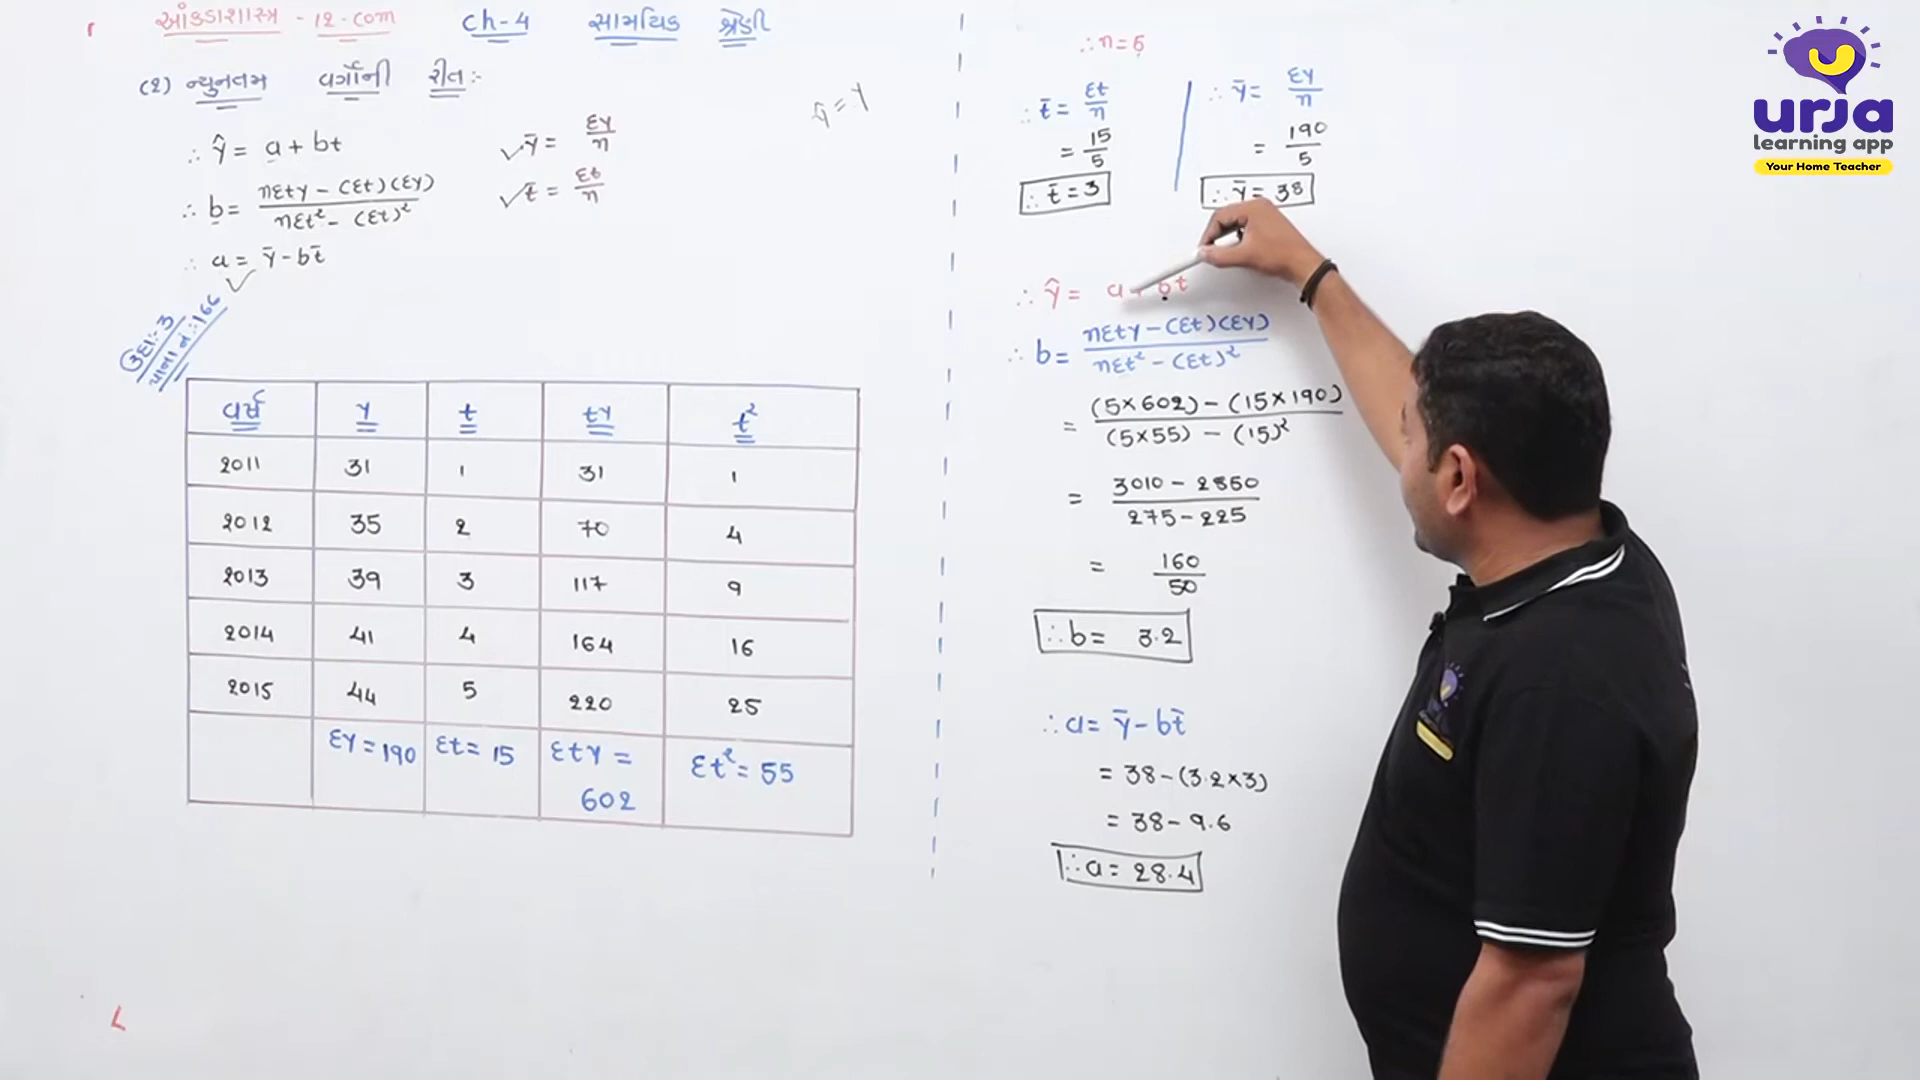 આંકડાશાસ્ત્ર - 12 - com ch-4 સામયિક શ્રેણી
(2) ન્યુનતમ વર્ગોની રીત :-
∴ ŷ = a + bt
∴ b = nΣty - (Σt)(Σy) / nΣt² - (Σt)²
∴ a = ȳ - bt̄
✓ ȳ = Σy / n
✓ t̄ = Σt / n
ઉદા:- 3
પાના નં :- 166
વર્ષ y t ty t²
2011 31 1 31 1
2012 35 2 70 4
2013 39 3 117 9
2014 41 4 164 16
2015 44 5 220 25
Σy = 190 Σt = 15 Σty = 602 Σt² = 55
∴ n = 5
∴ t̄ = Σt / n
= 15 / 5
∴ t̄ = 3
∴ ȳ = Σy / n
= 190 / 5
∴ ȳ = 38
∴ ŷ = a + bt
∴ b = nΣty - (Σt)(Σy) / nΣt² - (Σt)²
= (5×602) - (15×190) / (5×55) - (15)²
= 3010 - 2850 / 275 - 225
= 160 / 50
∴ b = 3.2
∴ a = ȳ - bt̄
= 38 - (3.2×3)
= 38 - 9.6
∴ a = 28.4
urja
learning app
Your Home Teacher